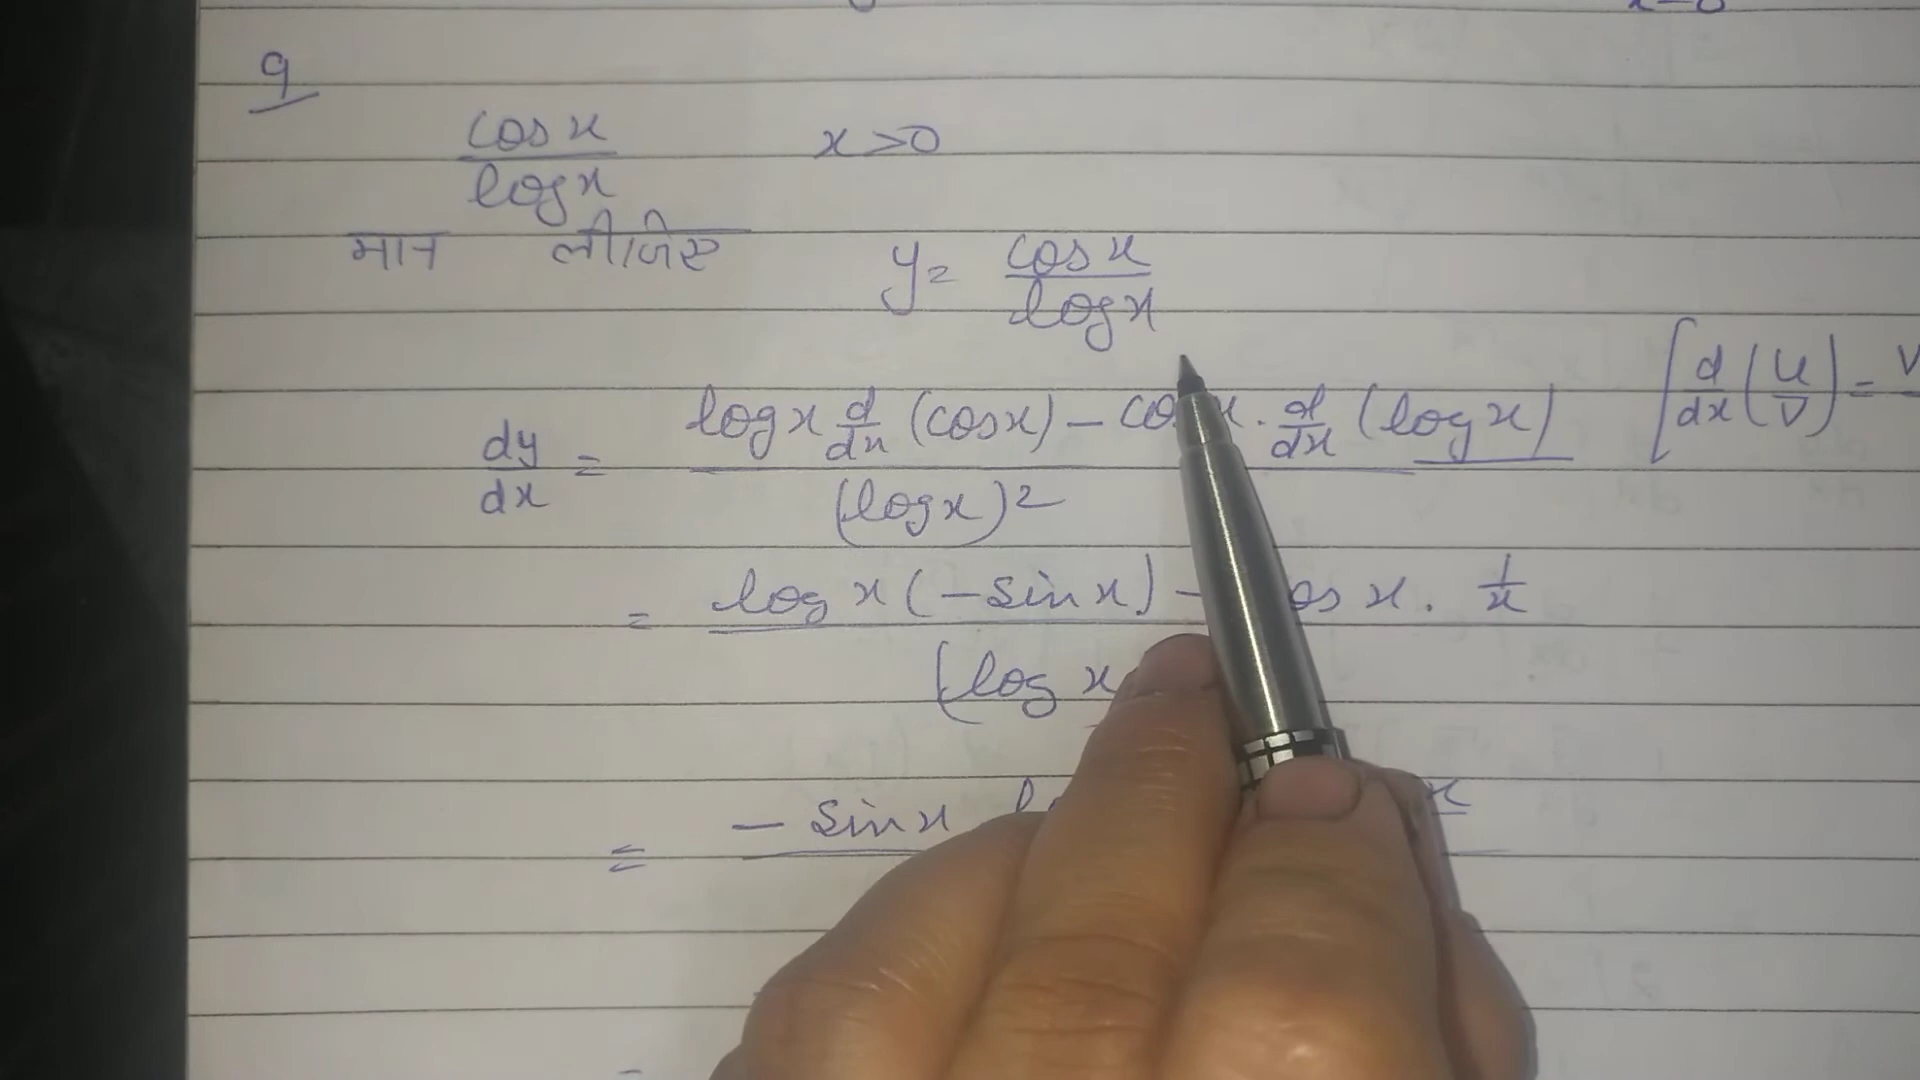 9
cos x / log x    x > 0
मान लीजिए    y = cos x / log x
dy/dx = log x d/dx (cos x) – cos x . d/dx (log x) / (log x)2    [ d/dx (u/v) = v
= log x (– sin x) – cos x . 1/x
(log x
= – sin x